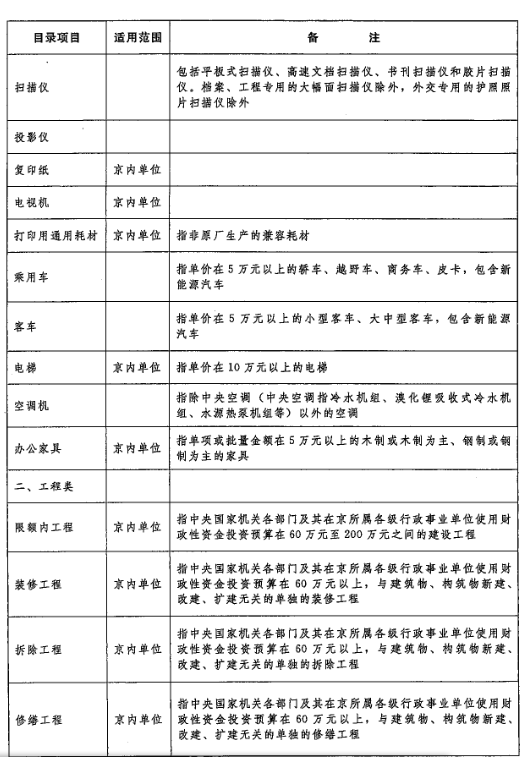 目录项目 适用范围 备 注
扫描仪
包括平板式扫描仪、高速文档扫描仪、书刊扫描仪和胶片扫描
仪。档案、工程专用的大幅面扫描仪除外，外交专用的护照照
片扫描仪除外
投影仪
复印纸 京内单位
电视机 京内单位
打印用通用耗材 京内单位 指非原厂生产的兼容耗材
乘用车
指单价在 5 万元以上的轿车、越野车、商务车、皮卡，包含新
能源汽车
客车
指单价在 5 万元以上的小型客车、大中型客车，包含新能源
汽车
电梯 京内单位 指单价在 10 万元以上的电梯
空调机
指除中央空调（中央空调指冷水机组、溴化锂吸收式冷水机
组、水源热泵机组等）以外的空调
办公家具 京内单位
指单项或批量金额在 5 万元以上的木制或木制为主、钢制或钢
制为主的家具
二、工程类
限额内工程 京内单位
指中央国家机关各部门及其在京所属各级行政事业单位使用财
政性资金投资预算在 60 万元至 200 万元之间的建设工程
装修工程 京内单位
指中央国家机关各部门及其在京所属各级行政事业单位使用财
政性资金投资预算在 60 万元以上，与建筑物、构筑物新建、
改建、扩建无关的单独的装修工程
拆除工程 京内单位
指中央国家机关各部门及其在京所属各级行政事业单位使用财
政性资金投资预算在 60 万元以上，与建筑物、构筑物新建、
改建、扩建无关的单独的拆除工程
修缮工程 京内单位
指中央国家机关各部门及其在京所属各级行政事业单位使用财
政性资金投资预算在 60 万元以上，与建筑物、构筑物新建、
改建、扩建无关的单独的修缮工程